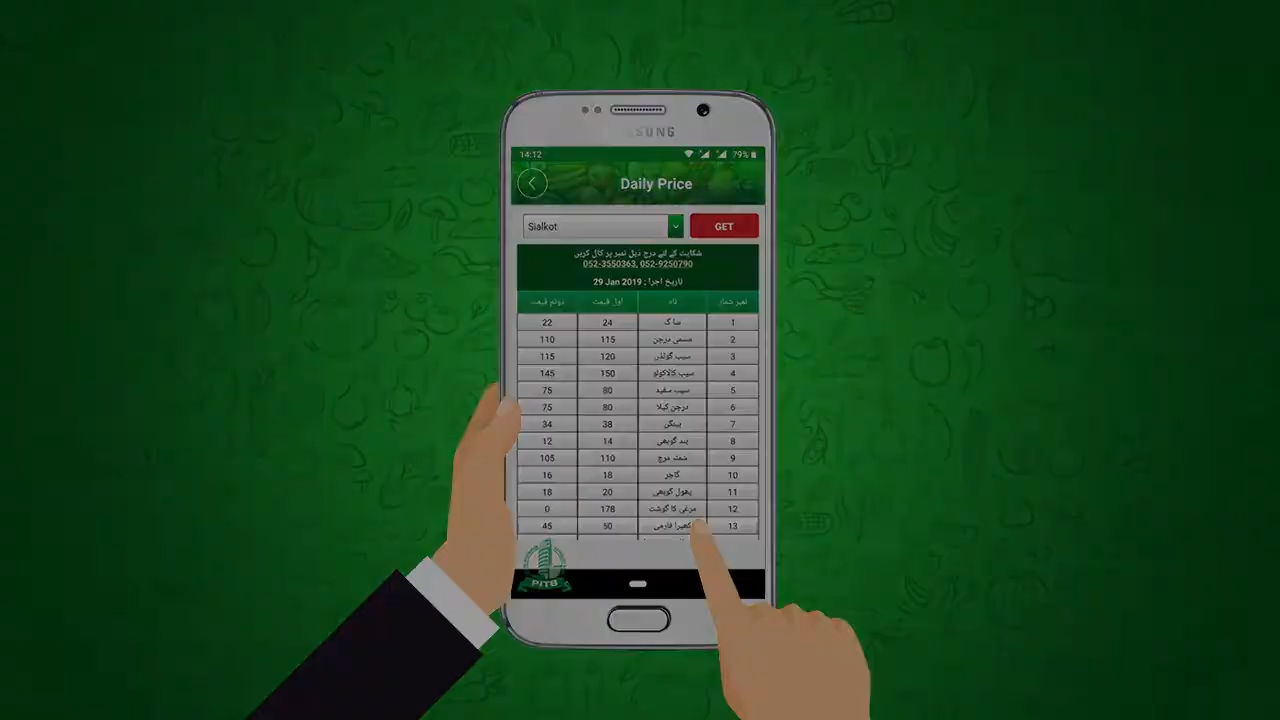 SUNG
14:12 79%
Daily Price
Sialkot GET
شکایت کے لئے درج ذیل نمبر پر کال کریں
052-3550363, 052-9250790
تاریخ اجرا : 29 Jan 2019
نمبر شمار نام اول قیمت دوئم قیمت
1 ساگ 24 22
2 مسمی درجن 115 110
3 سیب گولڈن 120 115
4 سیب کالاکولو 150 145
5 سیب سفید 80 75
6 درجن کیلا 80 75
7 بینگن 38 34
8 بند گوبھی 14 12
9 شملہ مرچ 110 105
10 گاجر 18 16
11 پھول گوبھی 20 18
12 مرغی کا گوشت 178 0
13 کھیرا فارمی 50 45
PITB